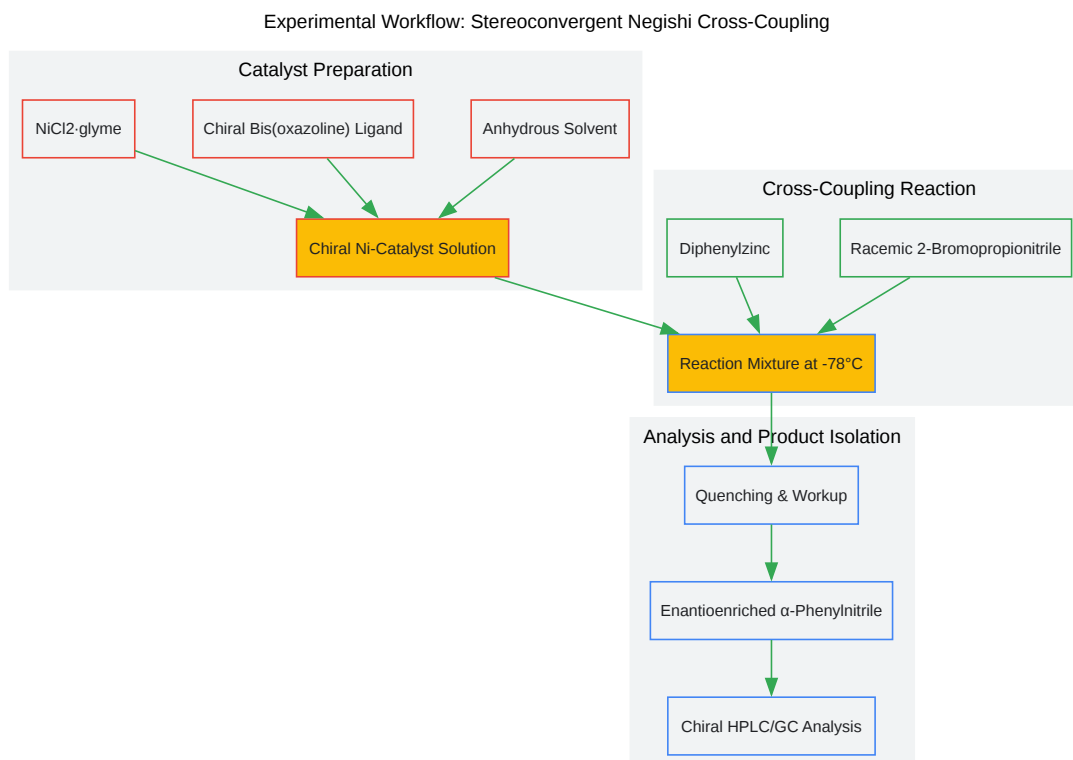 Experimental Workflow: Stereoconvergent Negishi Cross-Coupling
Catalyst Preparation
NiCl2·glyme
Chiral Bis(oxazoline) Ligand
Anhydrous Solvent
Chiral Ni-Catalyst Solution
Cross-Coupling Reaction
Diphenylzinc
Racemic 2-Bromopropionitrile
Reaction Mixture at -78°C
Analysis and Product Isolation
Quenching & Workup
Enantioenriched α-Phenylnitrile
Chiral HPLC/GC Analysis